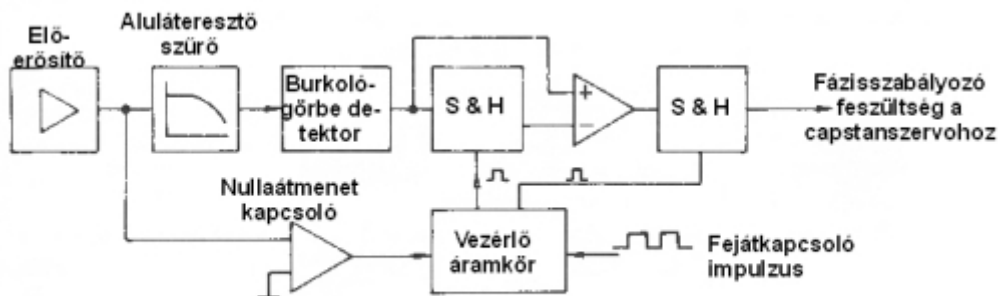 Elő-
erősítő
Aluláteresztő
szűrő
Burkoló-
görbe de-
tektor
S & H
+
−
S & H
Fázisszabályozó
feszültség a
capstanszervohoz
Nullaátmenet
kapcsoló
Vezérlő
áramkör
Fejátkapcsoló
impulzus